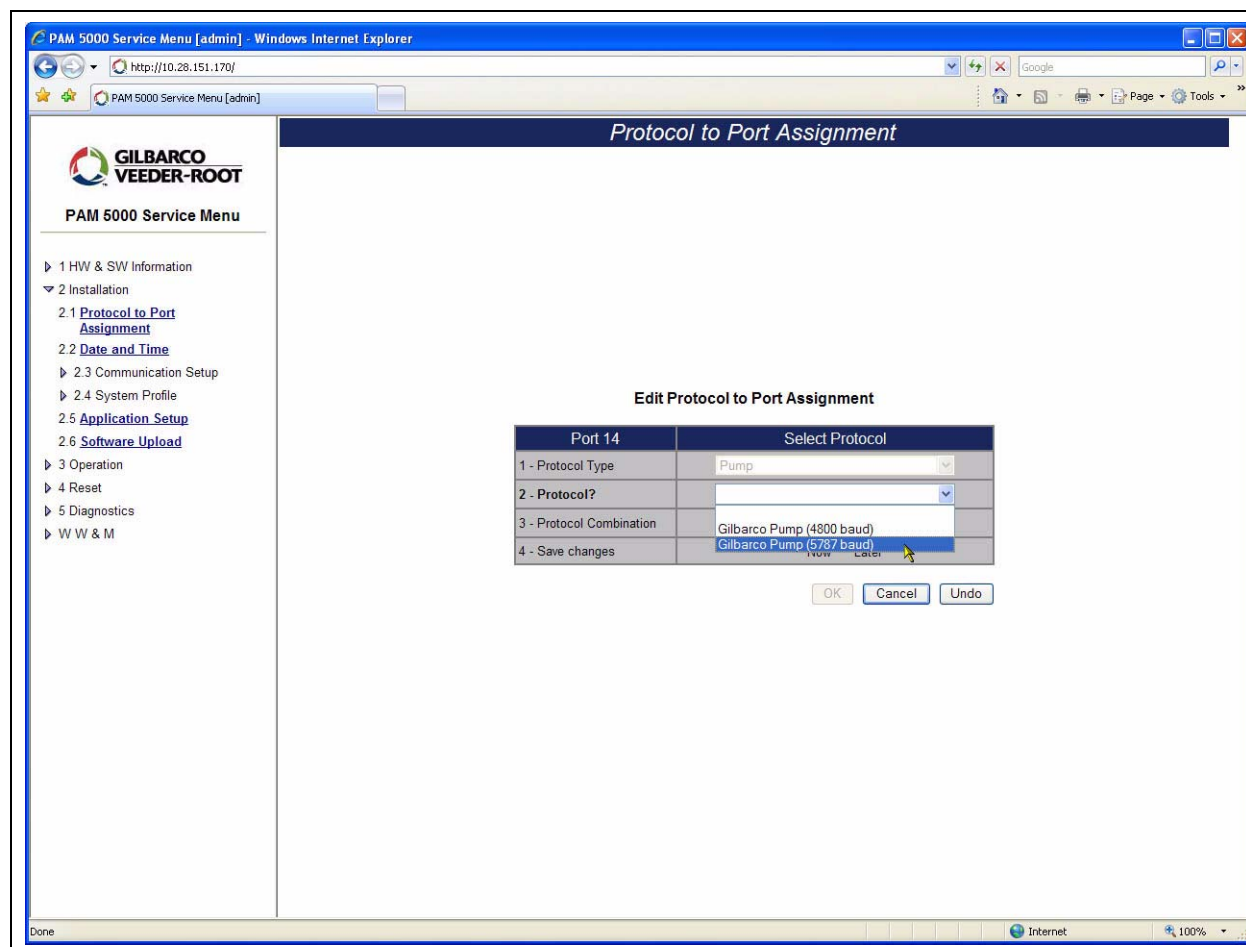 PAM 5000 Service Menu [admin] - Windows Internet Explorer
http://10.28.151.170/
Google
PAM 5000 Service Menu [admin]
Page
Tools
GILBARCO
VEEDER-ROOT
PAM 5000 Service Menu
1 HW & SW Information
2 Installation
2.1 Protocol to Port
Assignment
2.2 Date and Time
2.3 Communication Setup
2.4 System Profile
2.5 Application Setup
2.6 Software Upload
3 Operation
4 Reset
5 Diagnostics
W W & M
Protocol to Port Assignment
Edit Protocol to Port Assignment
Port 14 Select Protocol
1 - Protocol Type Pump
2 - Protocol?
3 - Protocol Combination Gilbarco Pump (4800 baud)
Gilbarco Pump (5787 baud)
4 - Save changes Now Later
OK Cancel Undo
Done Internet 100%